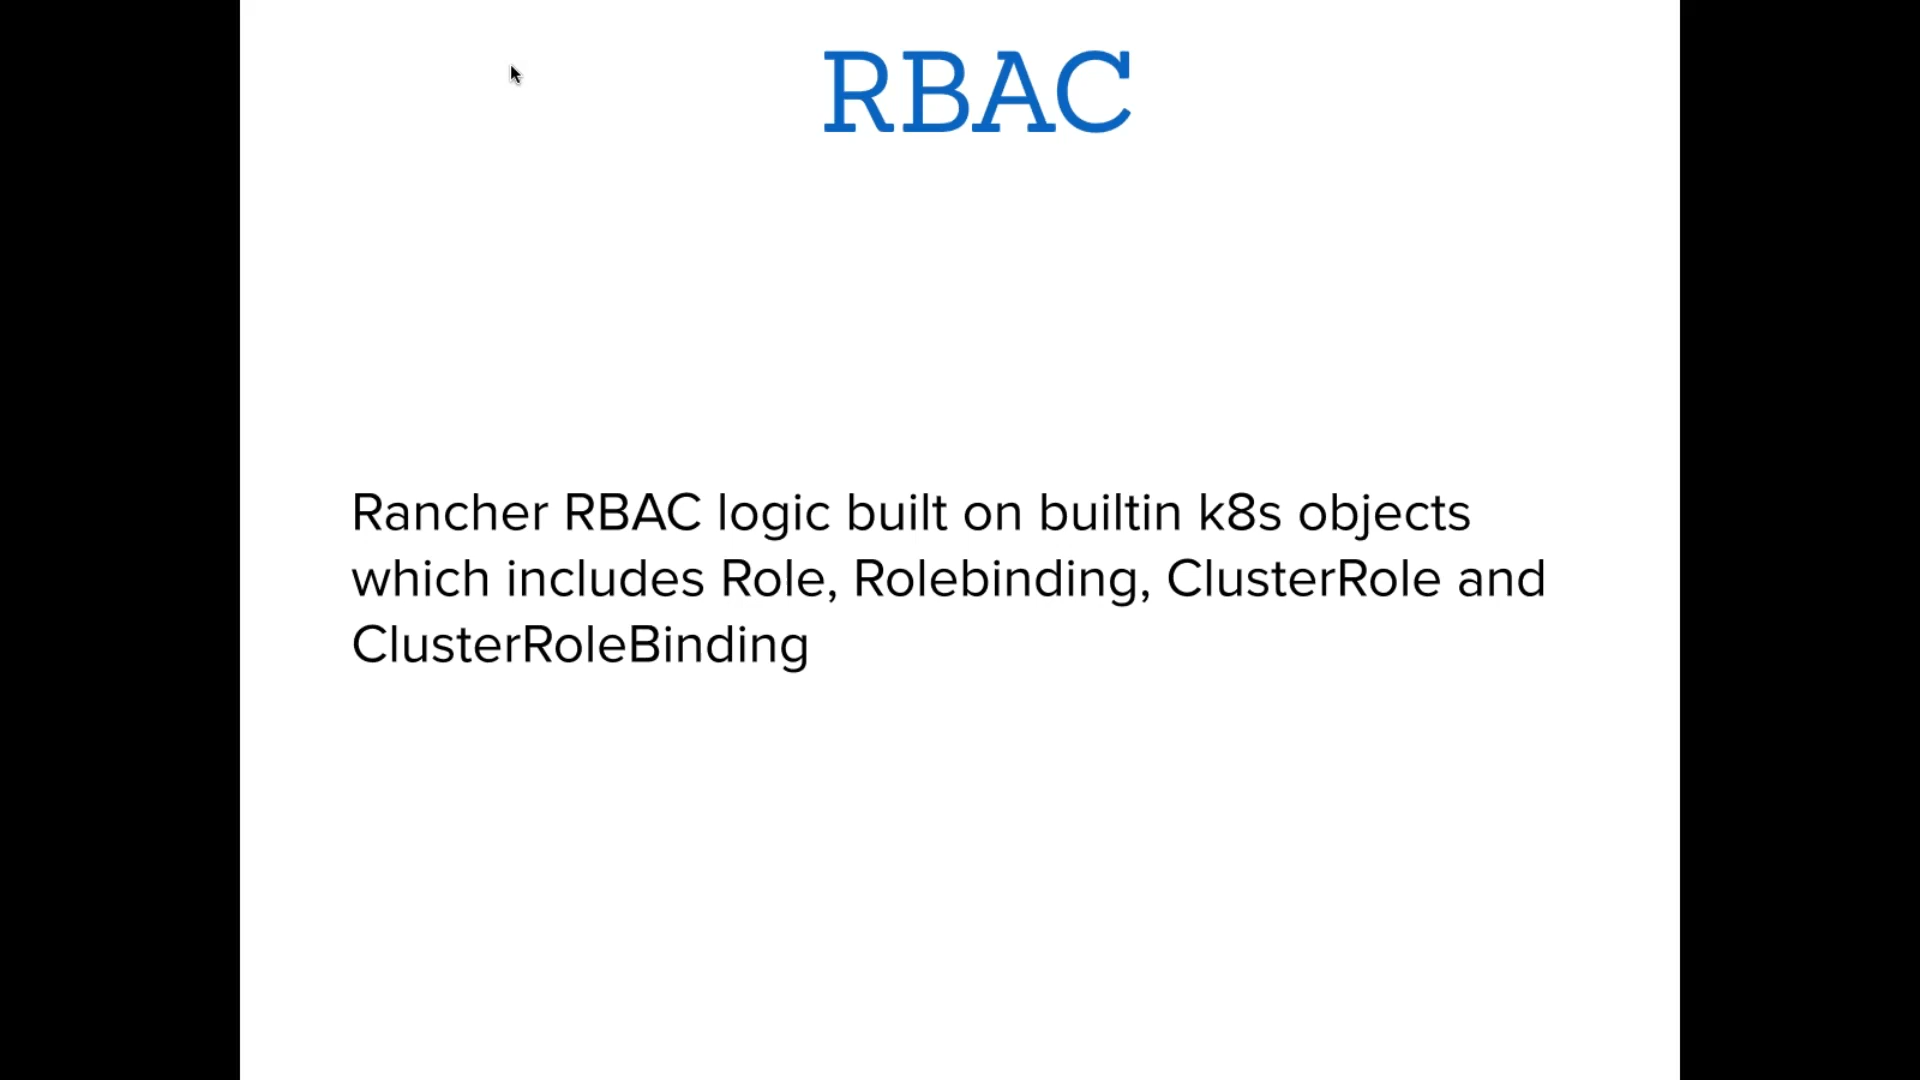 RBAC
Rancher RBAC logic built on builtin k8s objects
which includes Role, Rolebinding, ClusterRole and
ClusterRoleBinding